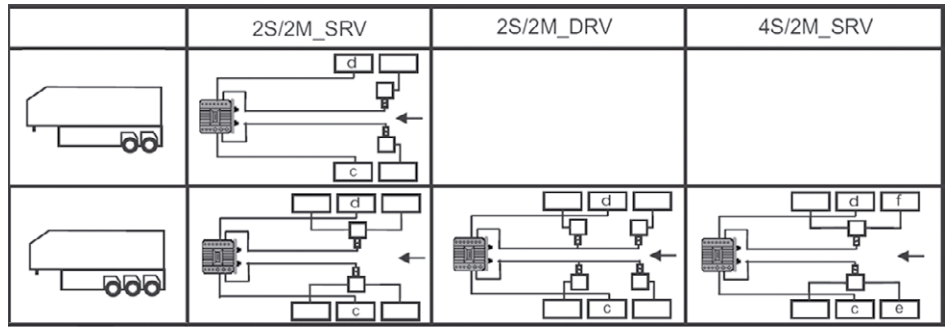 2S/2M_SRV 2S/2M_DRV 4S/2M_SRV
d
c
d d d f
c c c e